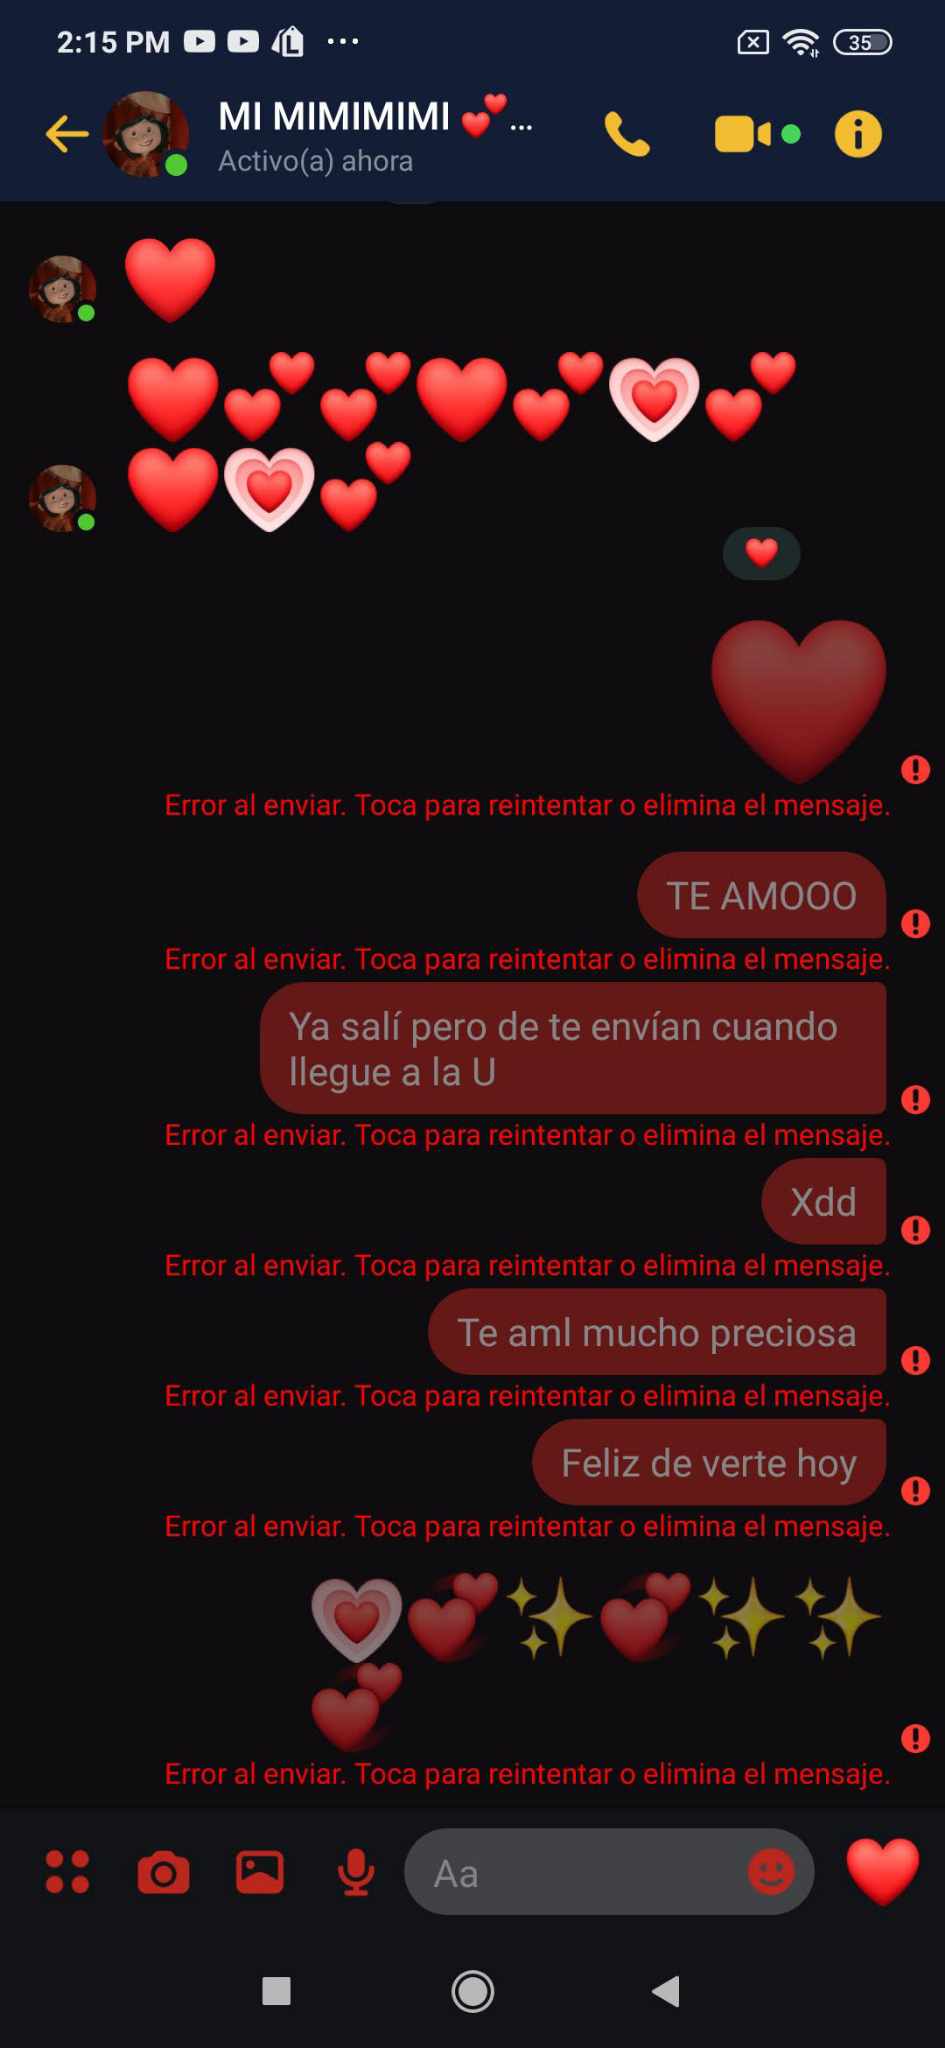 2:15 PM
35
MI MIMIMIMI 💕...
Activo(a) ahora
❤️
❤️💕💕❤️💕💗💕
❤️💗💕
❤️
❤️
Error al enviar. Toca para reintentar o elimina el mensaje.
TE AMOOO
Error al enviar. Toca para reintentar o elimina el mensaje.
Ya salí pero de te envían cuando
llegue a la U
Error al enviar. Toca para reintentar o elimina el mensaje.
Xdd
Error al enviar. Toca para reintentar o elimina el mensaje.
Te aml mucho preciosa
Error al enviar. Toca para reintentar o elimina el mensaje.
Feliz de verte hoy
Error al enviar. Toca para reintentar o elimina el mensaje.
💗💞✨💞✨✨
💞
Error al enviar. Toca para reintentar o elimina el mensaje.
Aa